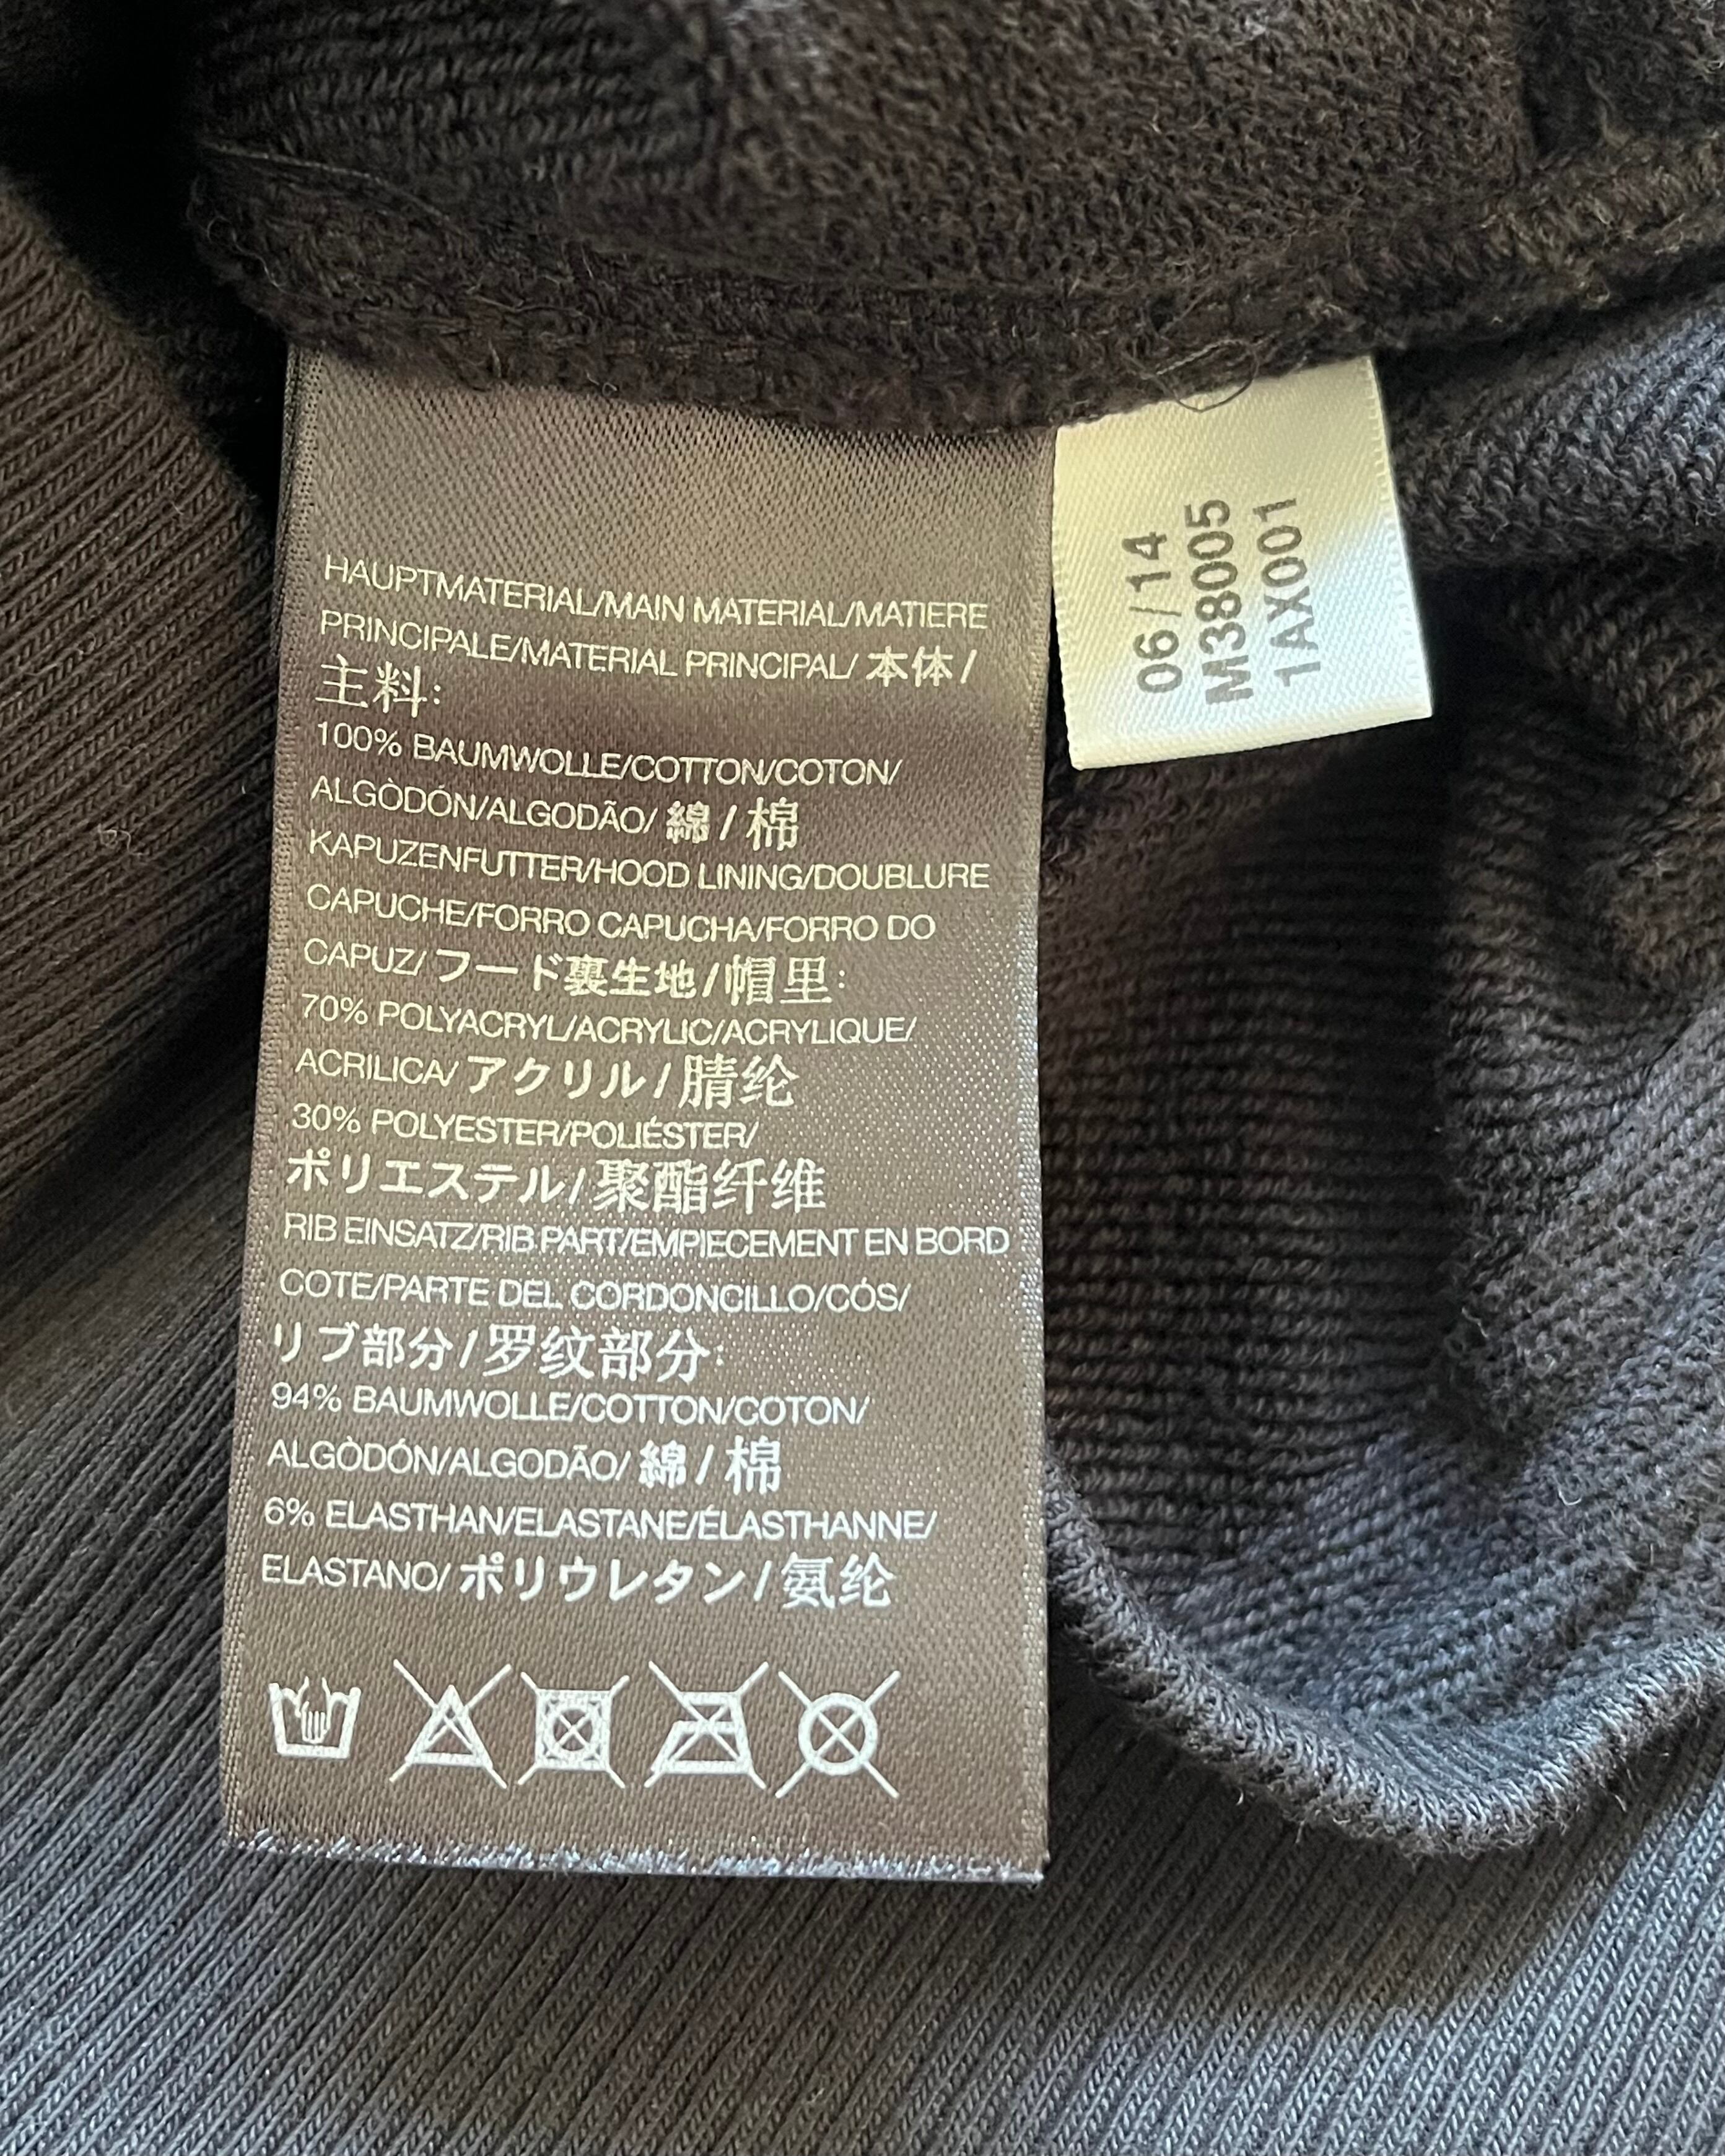 HAUPTMATERIAL/MAIN MATERIAL/MATIERE
PRINCIPALE/MATERIAL PRINCIPAL/ 本体/
主料:
100% BAUMWOLLE/COTTON/COTON/
ALGÒDÓN/ALGODÃO/ 綿/棉
KAPUZENFUTTER/HOOD LINING/DOUBLURE
CAPUCHE/FORRO CAPUCHA/FORRO DO
CAPUZ/フード裏生地/帽里:
70% POLYACRYL/ACRYLIC/ACRYLIQUE/
ACRILICA/アクリル/腈纶
30% POLYESTER/POLIÉSTER/
ポリエステル/聚酯纤维
RIB EINSATZ/RIB PART/EMPIECEMENT EN BORD
COTE/PARTE DEL CORDONCILLO/CÓS/
リブ部分/罗纹部分:
94% BAUMWOLLE/COTTON/COTON/
ALGÒDÓN/ALGODÃO/ 綿/棉
6% ELASTHAN/ELASTANE/ÉLASTHANNE/
ELASTANO/ポリウレタン/氨纶
06/14
M38005
1AX001